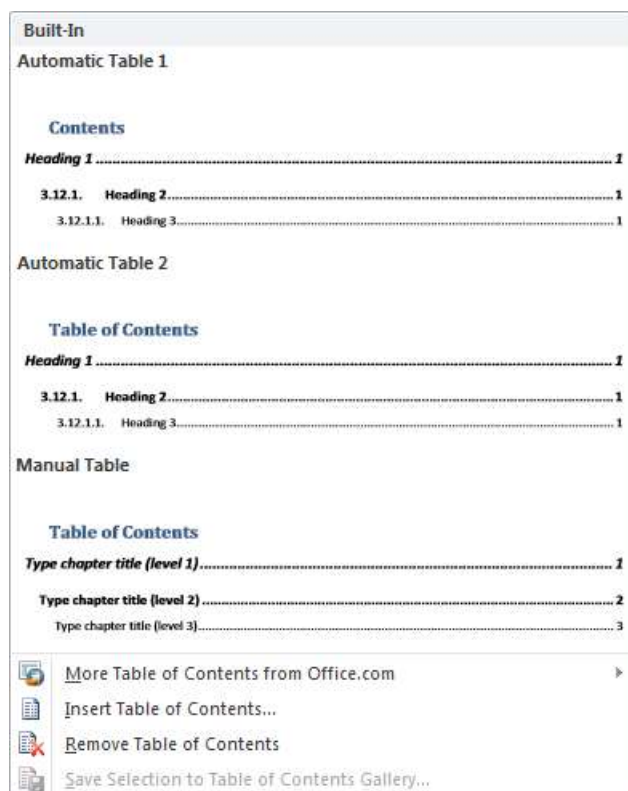 Built-In
Automatic Table 1
Contents
Heading 1 ........................................................................ 1
3.12.1. Heading 2........................................................................ 1
3.12.1.1. Heading 3........................................................................ 1
Automatic Table 2
Table of Contents
Heading 1 ........................................................................ 1
3.12.1. Heading 2........................................................................ 1
3.12.1.1. Heading 3........................................................................ 1
Manual Table
Table of Contents
Type chapter title (level 1)........................................................................ 1
Type chapter title (level 2)........................................................................ 2
Type chapter title (level 3)........................................................................ 3
More Table of Contents from Office.com
Insert Table of Contents...
Remove Table of Contents
Save Selection to Table of Contents Gallery...